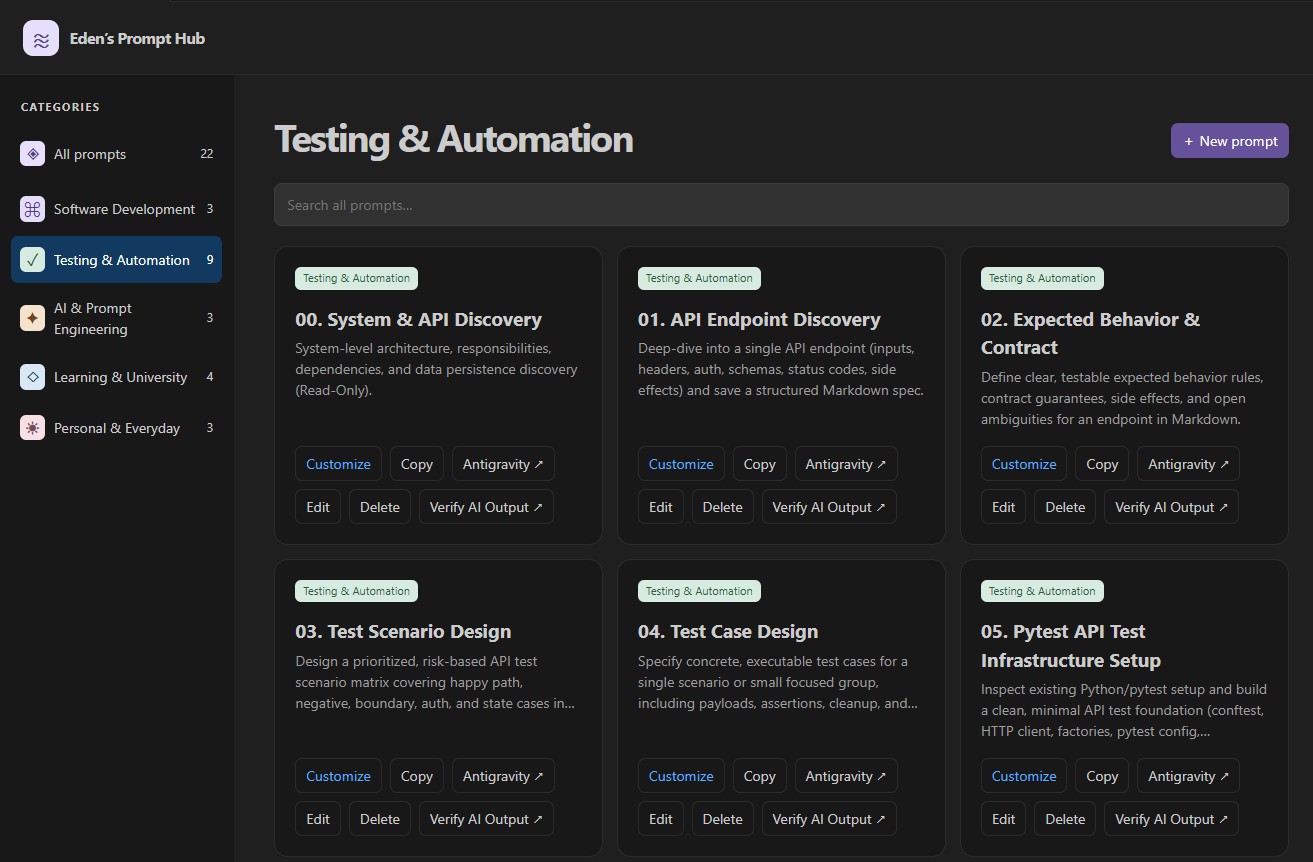 Eden's Prompt Hub
CATEGORIES
All prompts 22
Software Development 3
Testing & Automation 9
AI & Prompt
Engineering 3
Learning & University 4
Personal & Everyday 3
Testing & Automation
+ New prompt
Search all prompts...
Testing & Automation
00. System & API Discovery
System-level architecture, responsibilities,
dependencies, and data persistence discovery
(Read-Only).
Customize Copy Antigravity ↗
Edit Delete Verify AI Output ↗
Testing & Automation
01. API Endpoint Discovery
Deep-dive into a single API endpoint (inputs,
headers, auth, schemas, status codes, side
effects) and save a structured Markdown spec.
Customize Copy Antigravity ↗
Edit Delete Verify AI Output ↗
Testing & Automation
02. Expected Behavior &
Contract
Define clear, testable expected behavior rules,
contract guarantees, side effects, and open
ambiguities for an endpoint in Markdown.
Customize Copy Antigravity ↗
Edit Delete Verify AI Output ↗
Testing & Automation
03. Test Scenario Design
Design a prioritized, risk-based API test
scenario matrix covering happy path,
negative, boundary, auth, and state cases in...
Customize Copy Antigravity ↗
Edit Delete Verify AI Output ↗
Testing & Automation
04. Test Case Design
Specify concrete, executable test cases for a
single scenario or small focused group,
including payloads, assertions, cleanup, and...
Customize Copy Antigravity ↗
Edit Delete Verify AI Output ↗
Testing & Automation
05. Pytest API Test
Infrastructure Setup
Inspect existing Python/pytest setup and build
a clean, minimal API test foundation (conftest,
HTTP client, factories, pytest config,...
Customize Copy Antigravity ↗
Edit Delete Verify AI Output ↗